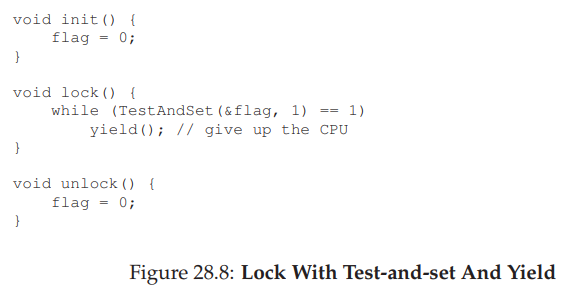 void init() {
    flag = 0;
}

void lock() {
    while (TestAndSet(&flag, 1) == 1)
        yield(); // give up the CPU
}

void unlock() {
    flag = 0;
}

Figure 28.8: Lock With Test-and-set And Yield